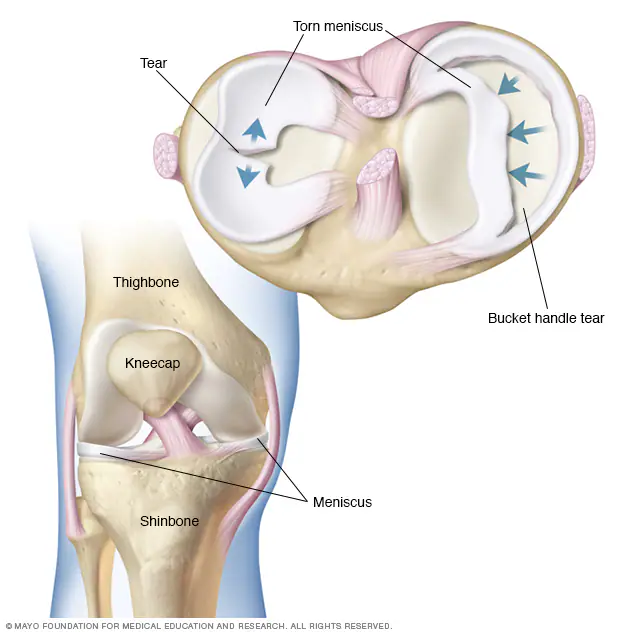 Torn meniscus
Tear
Thighbone
Bucket handle tear
Kneecap
Meniscus
Shinbone
© MAYO FOUNDATION FOR MEDICAL EDUCATION AND RESEARCH. ALL RIGHTS RESERVED.